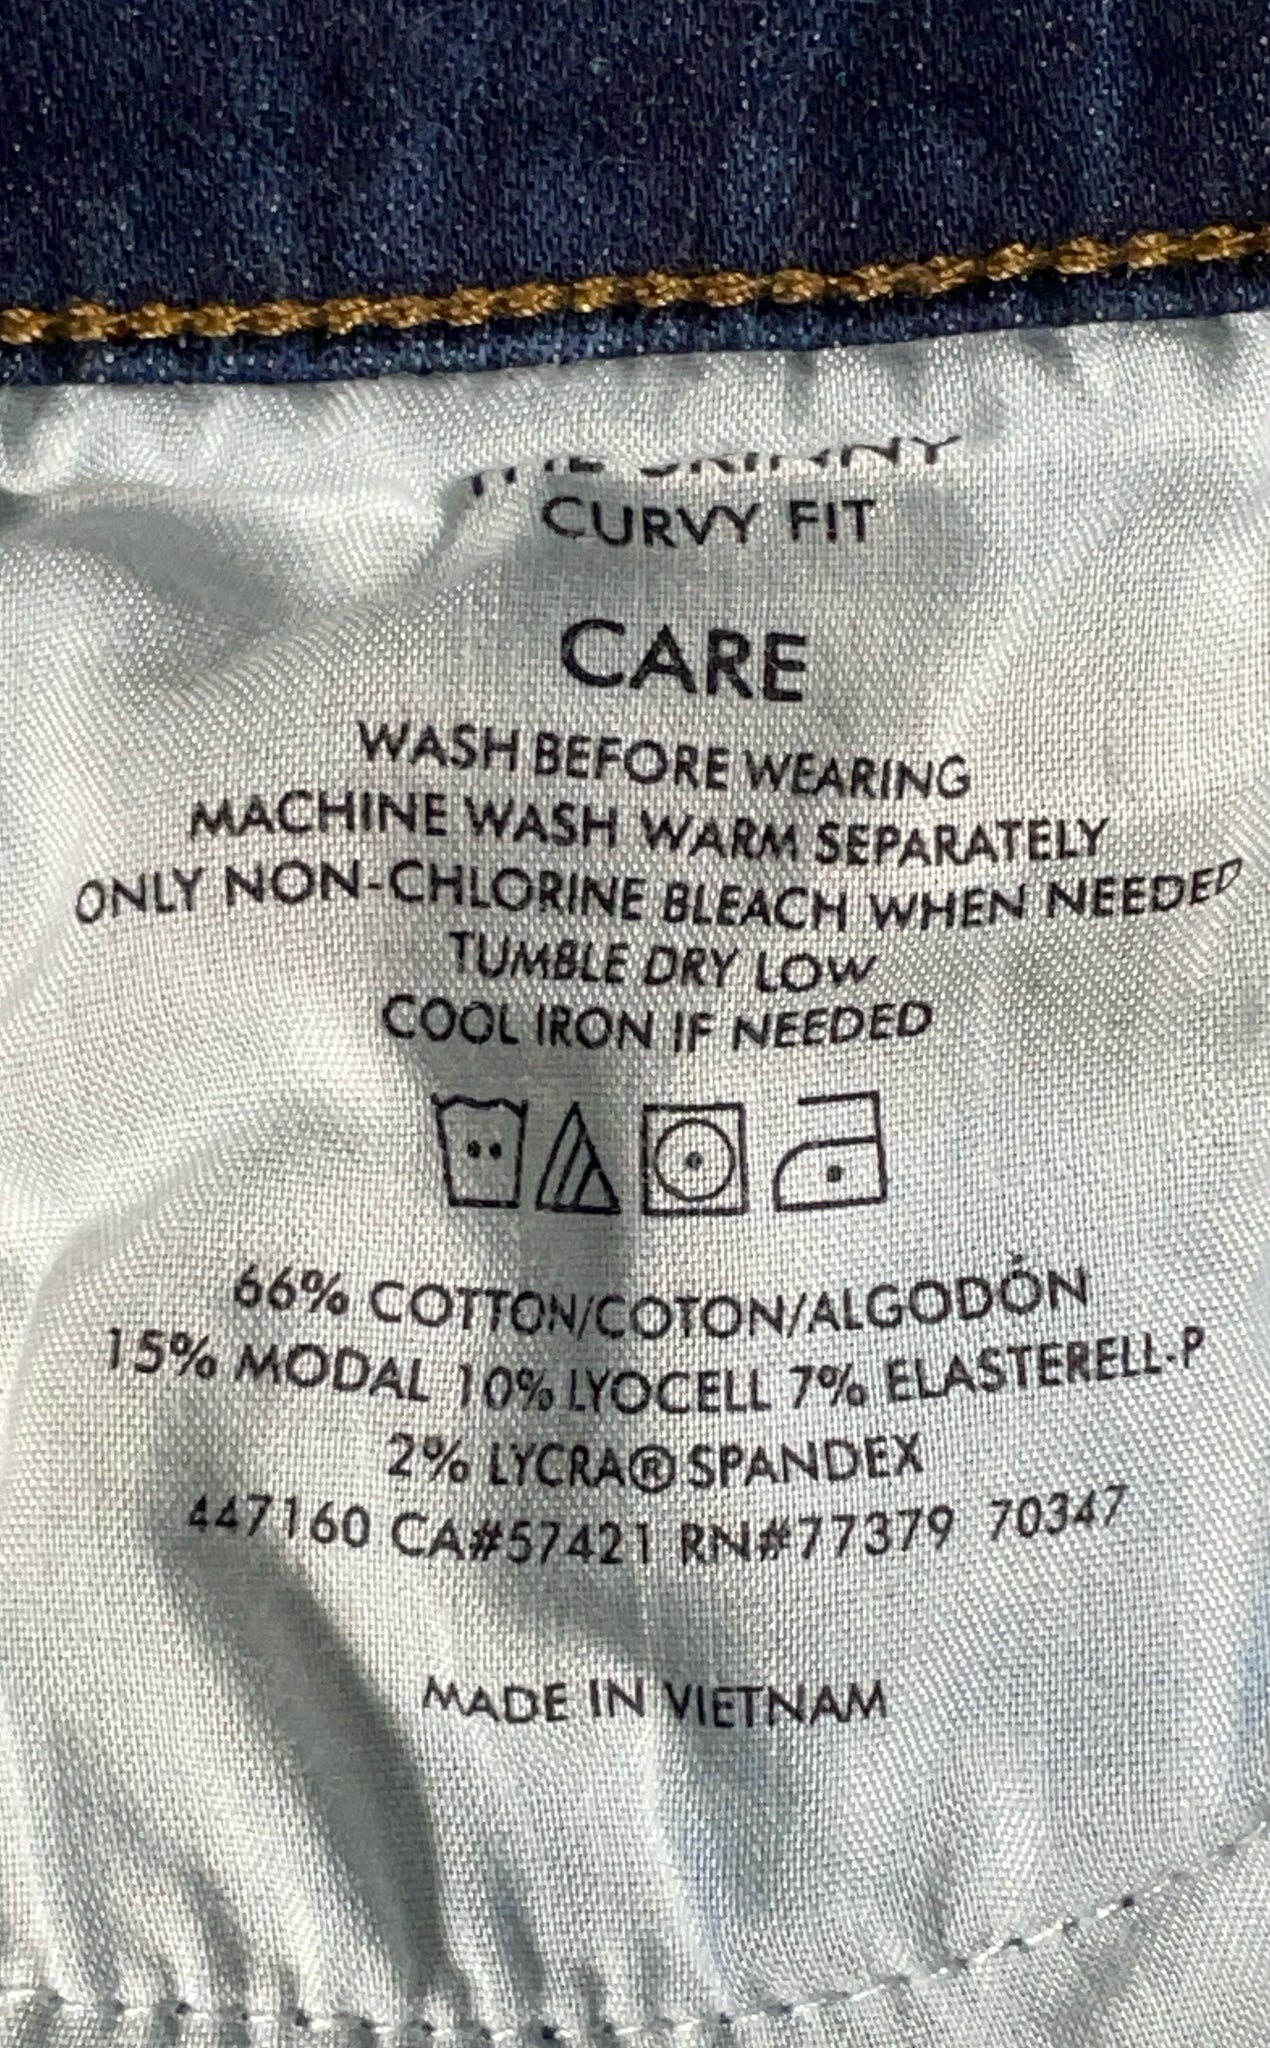 THE SKINNY
CURVY FIT
CARE
WASH BEFORE WEARING
MACHINE WASH WARM SEPARATELY
ONLY NON-CHLORINE BLEACH WHEN NEEDED
TUMBLE DRY LOW
COOL IRON IF NEEDED
66% COTTON/COTON/ALGODÓN
15% MODAL 10% LYOCELL 7% ELASTERELL-P
2% LYCRA® SPANDEX
447160 CA#57421 RN#77379 70347
MADE IN VIETNAM